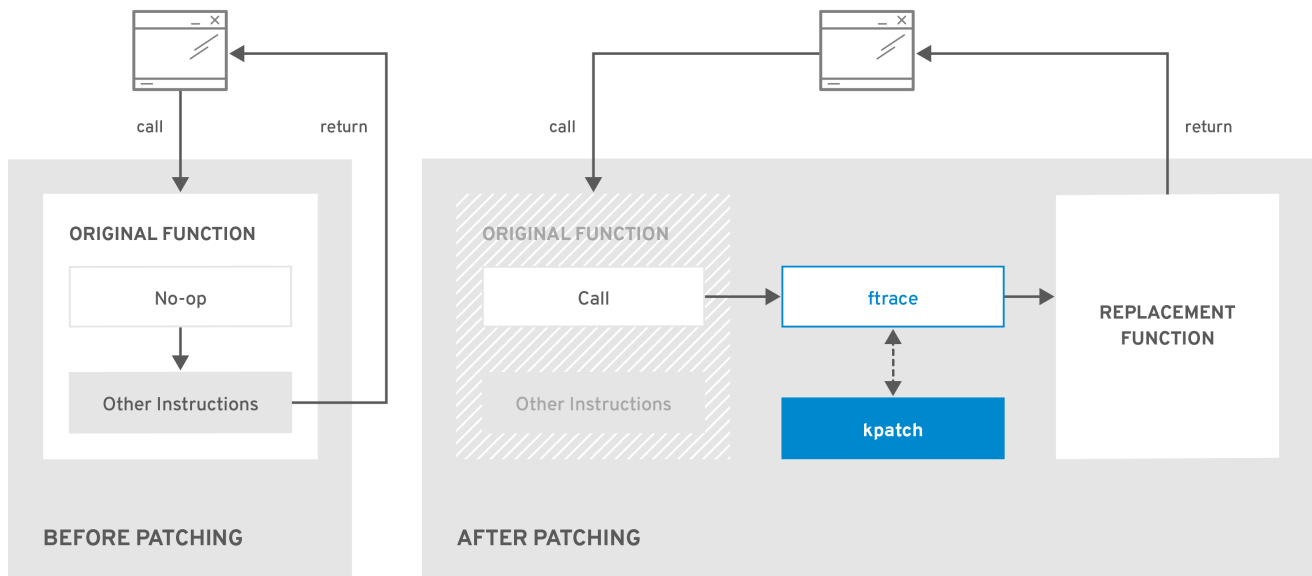 call
return
ORIGINAL FUNCTION
No-op
Other Instructions
BEFORE PATCHING
call
return
ORIGINAL FUNCTION
Call
Other Instructions
ftrace
kpatch
REPLACEMENT
FUNCTION
AFTER PATCHING